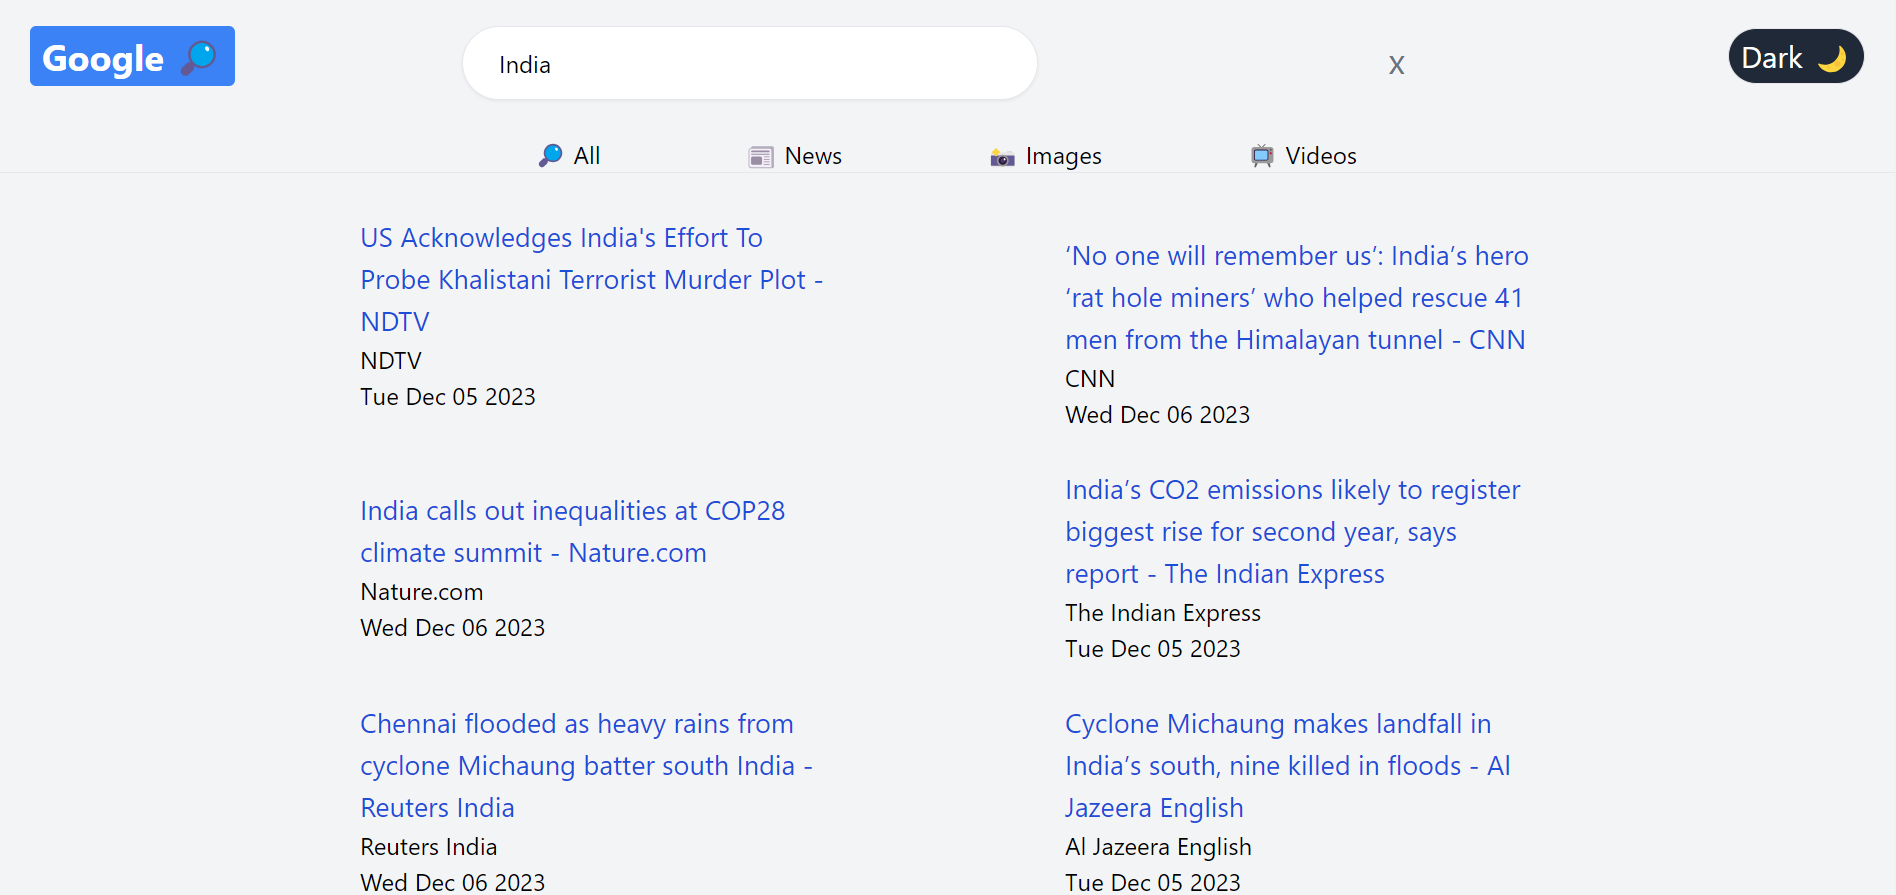 Google
India
X
Dark
All
News
Images
Videos
US Acknowledges India's Effort To
Probe Khalistani Terrorist Murder Plot -
NDTV
NDTV
Tue Dec 05 2023
‘No one will remember us’: India’s hero
‘rat hole miners’ who helped rescue 41
men from the Himalayan tunnel - CNN
CNN
Wed Dec 06 2023
India calls out inequalities at COP28
climate summit - Nature.com
Nature.com
Wed Dec 06 2023
India’s CO2 emissions likely to register
biggest rise for second year, says
report - The Indian Express
The Indian Express
Tue Dec 05 2023
Chennai flooded as heavy rains from
cyclone Michaung batter south India -
Reuters India
Reuters India
Wed Dec 06 2023
Cyclone Michaung makes landfall in
India’s south, nine killed in floods - Al
Jazeera English
Al Jazeera English
Tue Dec 05 2023